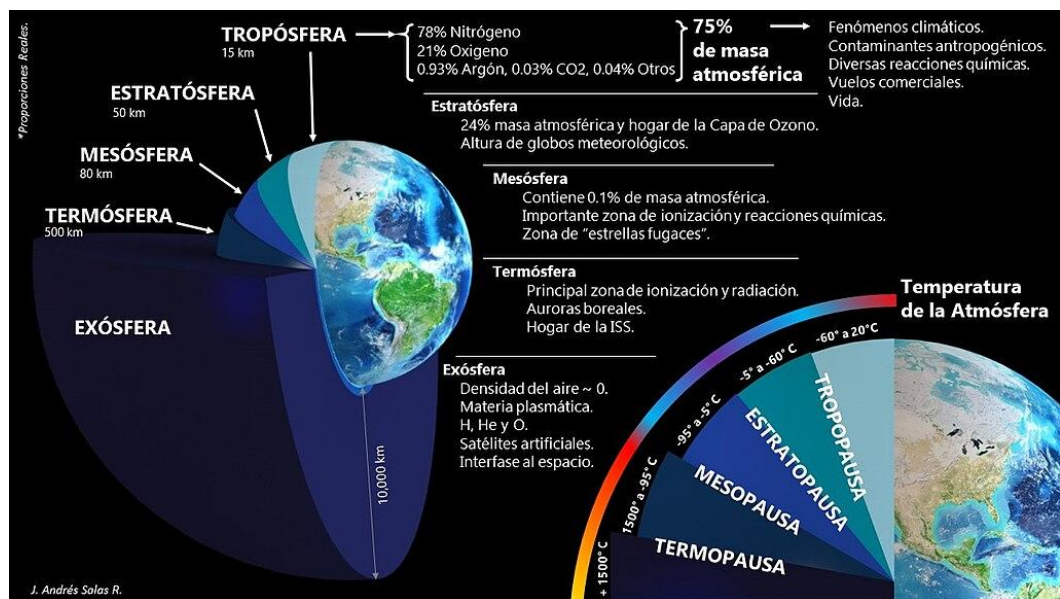 *Proporciones Reales.
TROPÓSFERA
15 km
78% Nitrógeno
21% Oxigeno
0.93% Argón, 0.03% CO2, 0.04% Otros
75%
de masa
atmosférica
Fenómenos climáticos.
Contaminantes antropogénicos.
Diversas reacciones químicas.
Vuelos comerciales.
Vida.
ESTRATÓSFERA
50 km
MESÓSFERA
80 km
TERMÓSFERA
500 km
EXÓSFERA
10,000 km
Estratósfera
24% masa atmosférica y hogar de la Capa de Ozono.
Altura de globos meteorológicos.
Mesósfera
Contiene 0.1% de masa atmosférica.
Importante zona de ionización y reacciones químicas.
Zona de “estrellas fugaces”.
Termósfera
Principal zona de ionización y radiación.
Auroras boreales.
Hogar de la ISS.
Exósfera
Densidad del aire ~ 0.
Materia plasmática.
H, He y O.
Satélites artificiales.
Interfase al espacio.
Temperatura
de la Atmósfera
-60° a 20°C
-5° a -60° C
-95° a -5° C
1500° a -95° C
+ 1500° C
TROPOPAUSA
ESTRATOPAUSA
MESOPAUSA
TERMOPAUSA
J. Andrés Solas R.